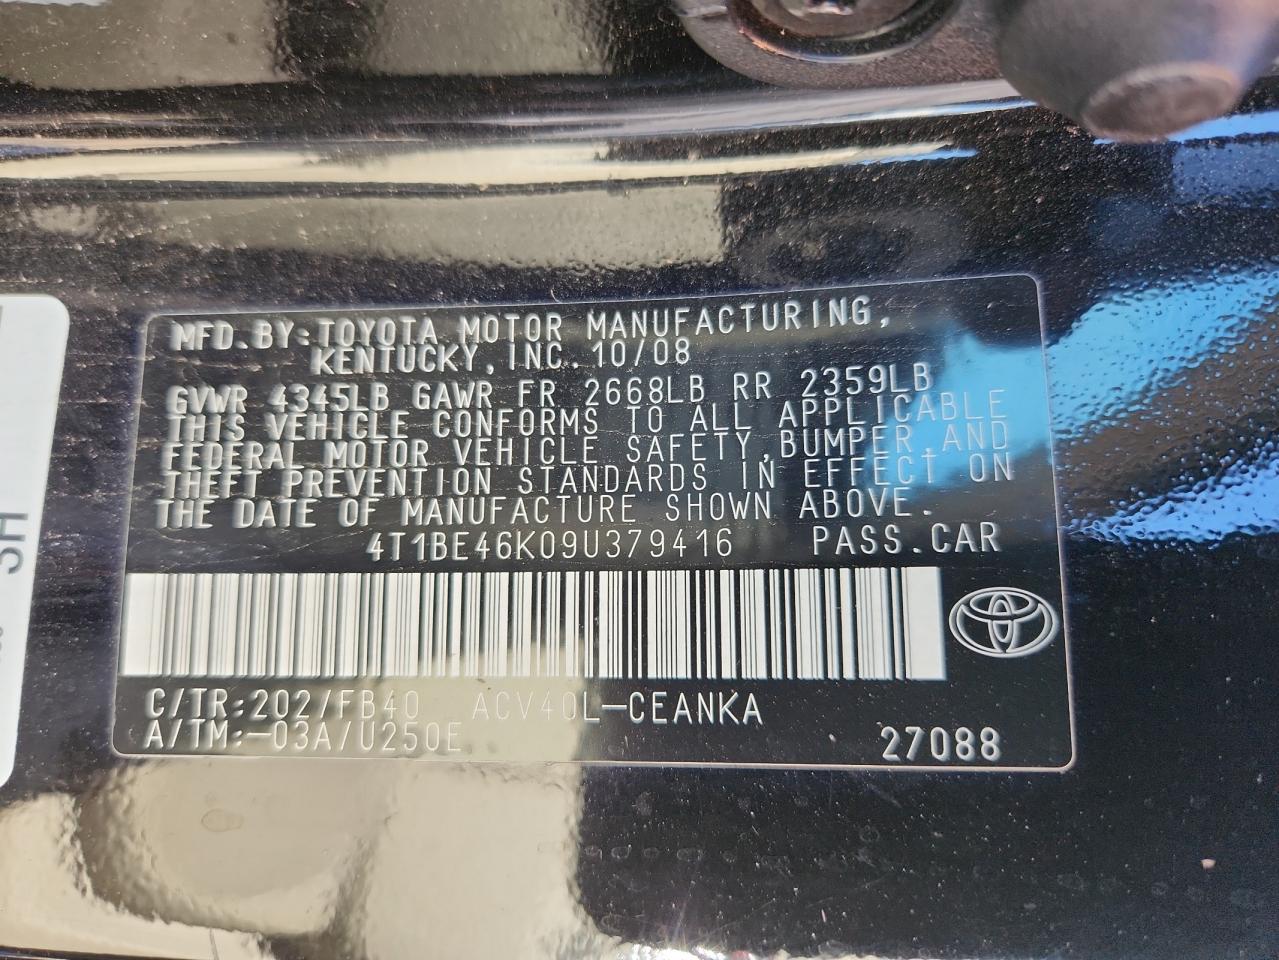 MFD.BY:TOYOTA MOTOR MANUFACTURING,
KENTUCKY,INC. 10/08
GVWR 4345LB GAWR FR 2668LB RR 2359LB
THIS VEHICLE CONFORMS TO ALL APPLICABLE
FEDERAL MOTOR VEHICLE SAFETY,BUMPER,AND
THEFT PREVENTION STANDARDS IN EFFECT ON
THE DATE OF MANUFACTURE SHOWN ABOVE.
4T1BE46K09U379416 PASS.CAR
C/TR:202/FB40 ACV40L-CEANKA
A/TM:-03A/U250E 27088